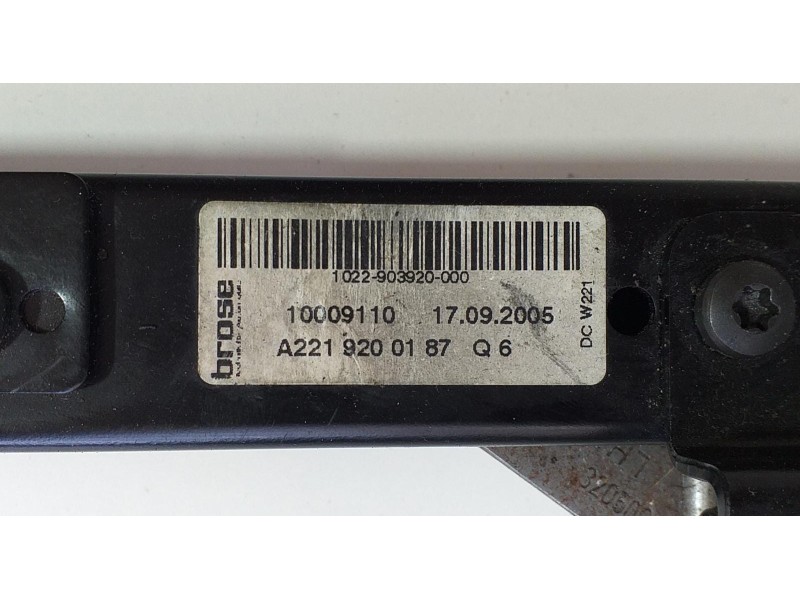 1022-903920-000
brose
10009110 17.09.2005
A221 920 01 87 Q 6
DC W221